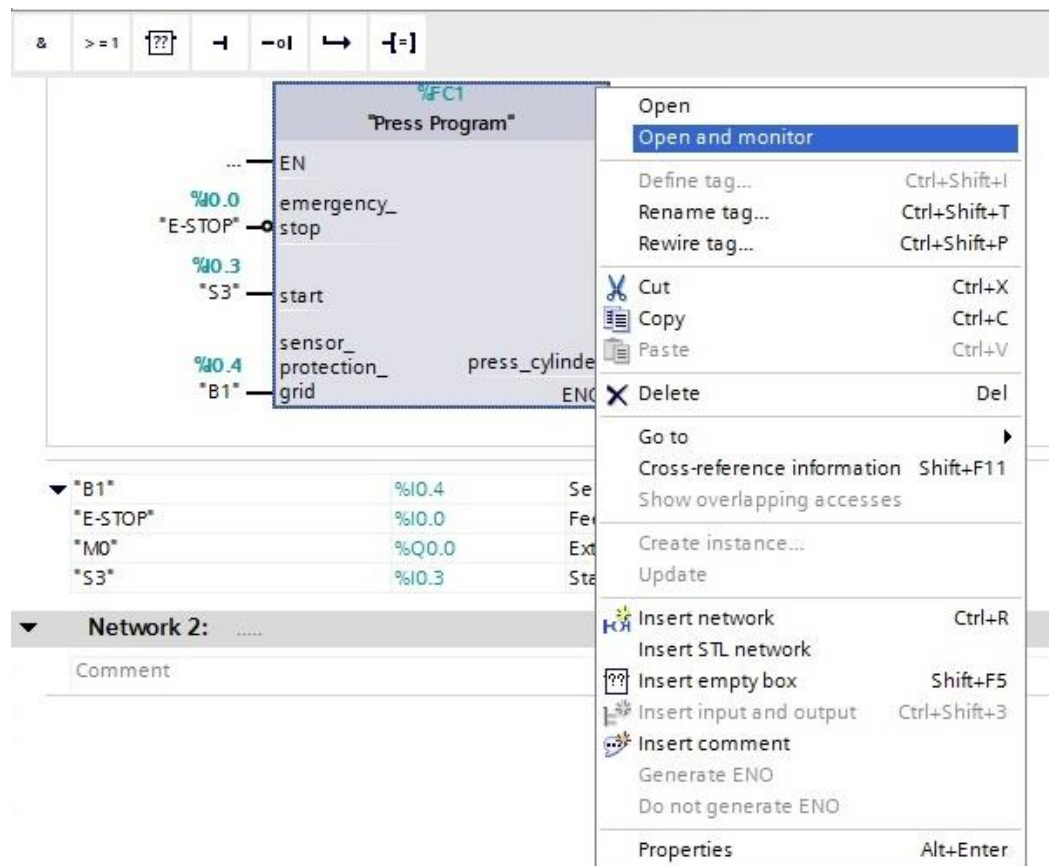 & >=1 ?? -| -o| -[=]
%FC1
"Press Program"
... EN
%I0.0
"E-STOP"
emergency_
stop
%I0.3
"S3" start
sensor_
%I0.4 protection_ press_cylinde
"B1" grid ENO
"B1" %I0.4 Se
"E-STOP" %I0.0
"M0" %Q0.0 Ext
"S3" %I0.3 Sta
Network 2: .....
Comment
Open
Open and monitor
Define tag... Ctrl+Shift+I
Rename tag... Ctrl+Shift+T
Rewire tag... Ctrl+Shift+P
Cut Ctrl+X
Copy Ctrl+C
Paste Ctrl+V
Delete Del
Go to
Cross-reference information Shift+F11
Show overlapping accesses
Create instance...
Update
Insert network Ctrl+R
Insert STL network
?? Insert empty box Shift+F5
Insert input and output Ctrl+Shift+3
Insert comment
Generate ENO
Do not generate ENO
Properties Alt+Enter